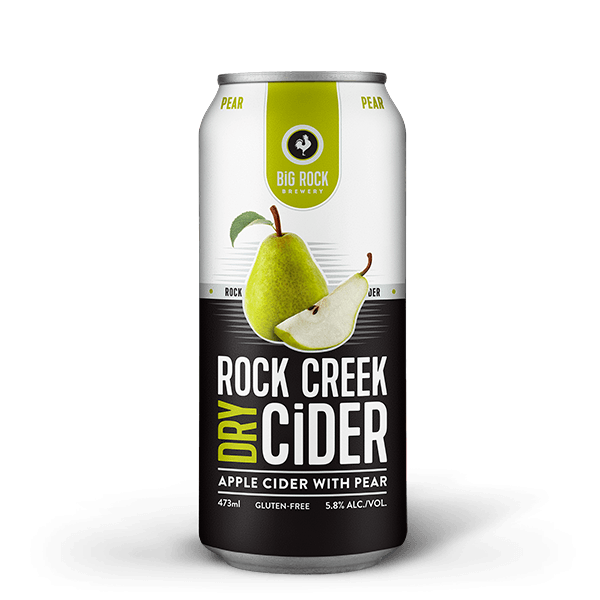 PEAR PEAR
BiG ROCK
BREWERY
ROCK DER
ROCK CREEK
DRY CiDER
APPLE CIDER WITH PEAR
473ml GLUTEN-FREE 5.8% ALC./VOL.